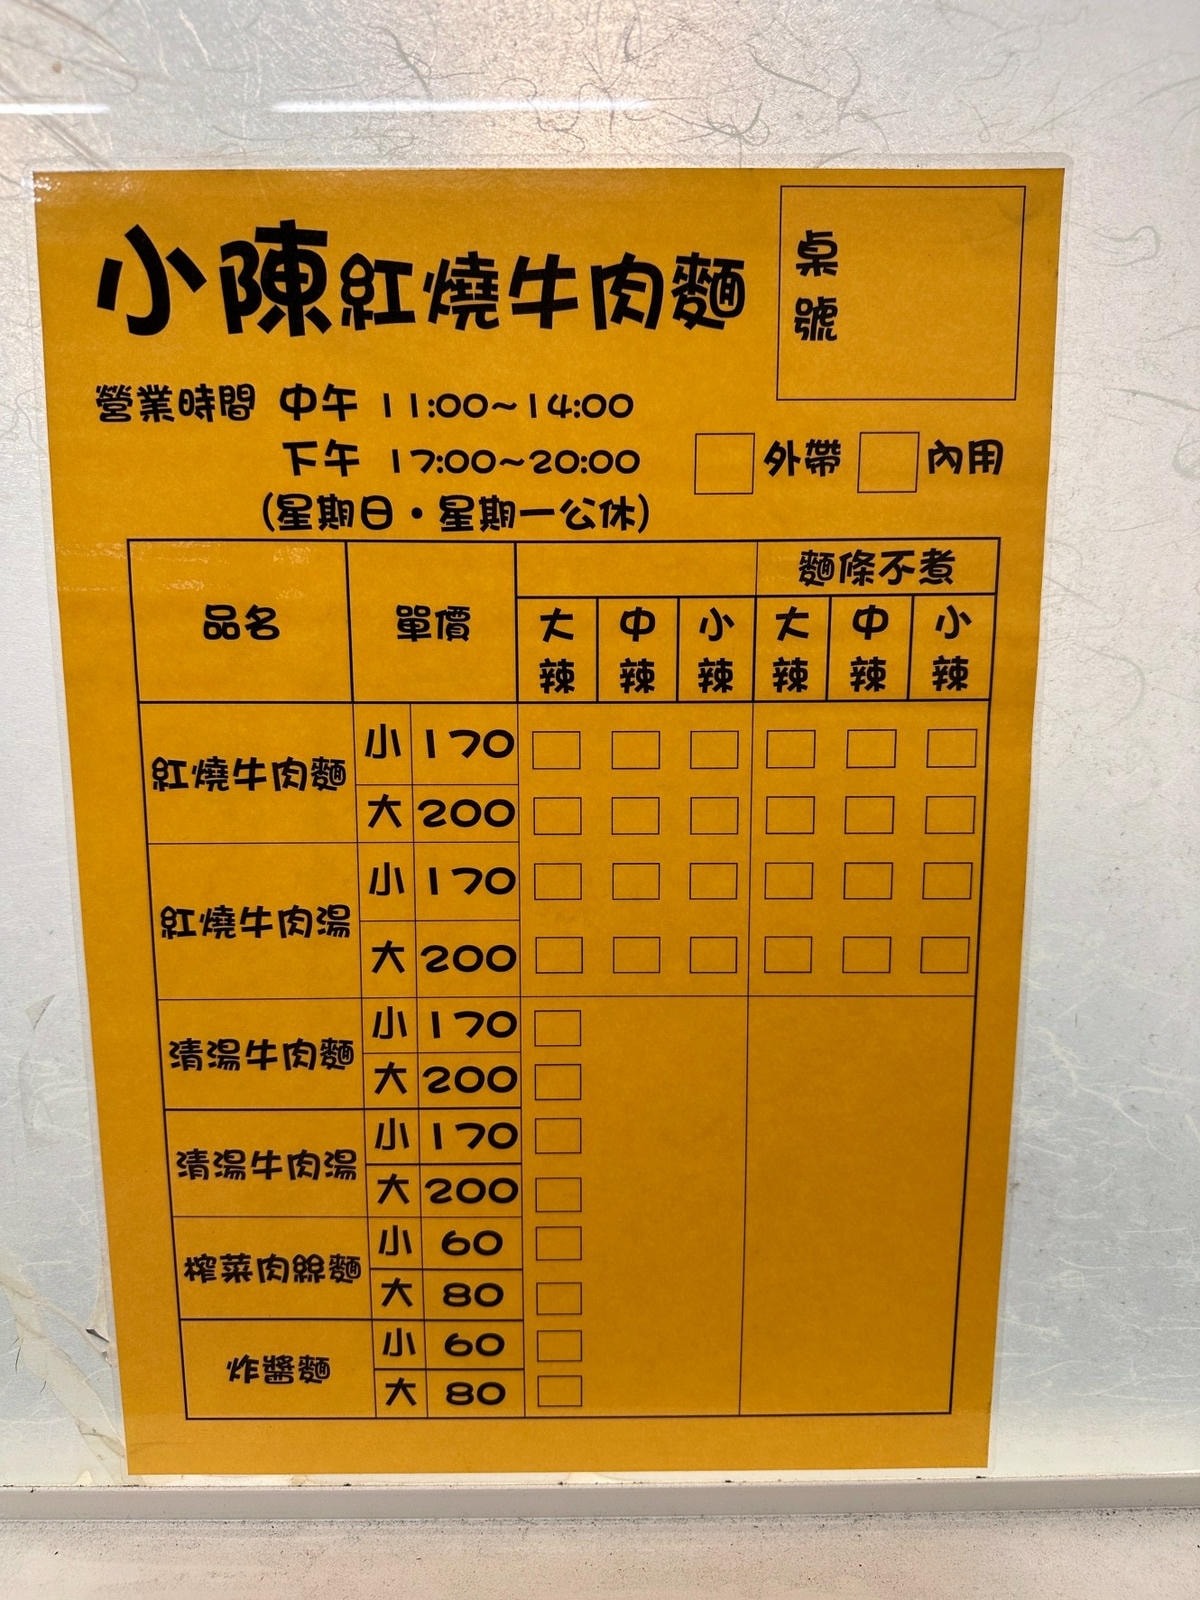 小陳紅燒牛肉麵
桌號
營業時間 中午 11:00~14:00
下午 17:00~20:00
(星期日・星期一公休)
外帶 內用
品名 單價 麵條不煮
大辣 中辣 小辣 大辣 中辣 小辣
紅燒牛肉麵 小 170
大 200
紅燒牛肉湯 小 170
大 200
清湯牛肉麵 小 170
大 200
清湯牛肉湯 小 170
大 200
榨菜肉絲麵 小 60
大 80
炸醬麵 小 60
大 80